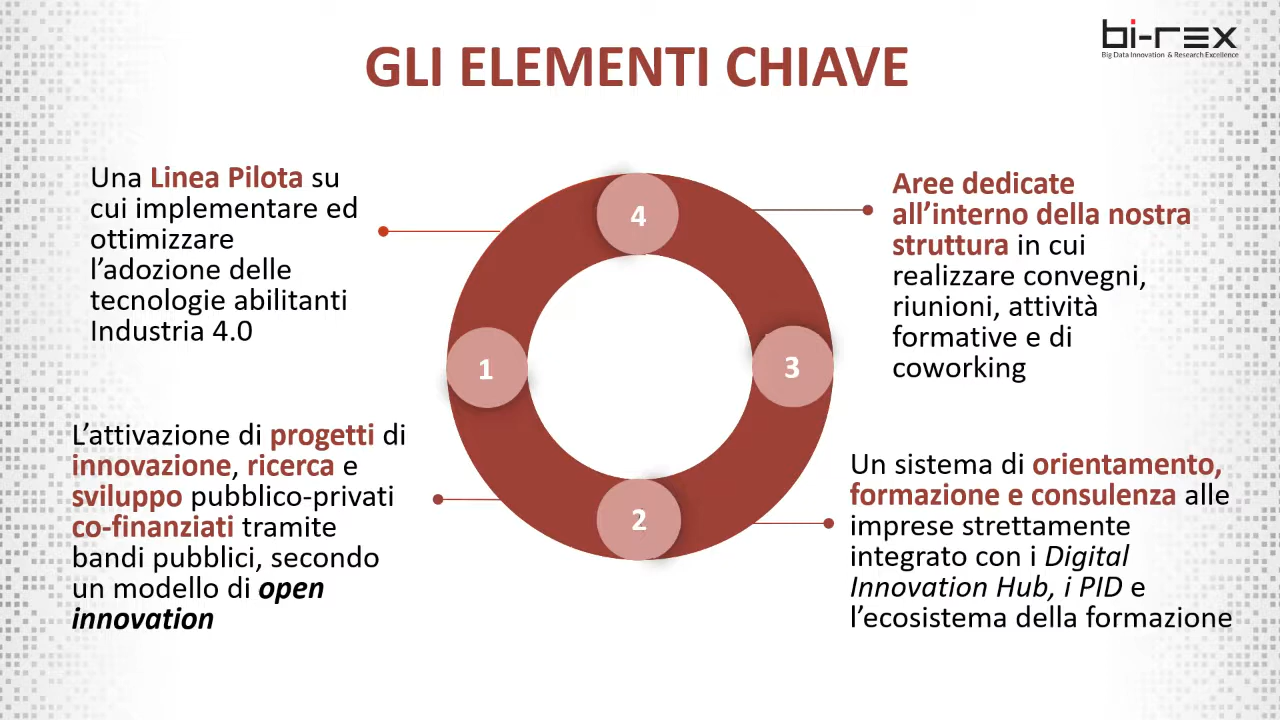 bi-rex
Big Data Innovation & Research Excellence
GLI ELEMENTI CHIAVE
Una Linea Pilota su
cui implementare ed
ottimizzare
l’adozione delle
tecnologie abilitanti
Industria 4.0
L’attivazione di progetti di
innovazione, ricerca e
sviluppo pubblico-privati
co-finanziati tramite
bandi pubblici, secondo
un modello di open
innovation
4
1
3
2
Aree dedicate
all’interno della nostra
struttura in cui
realizzare convegni,
riunioni, attività
formative e di
coworking
Un sistema di orientamento,
formazione e consulenza alle
imprese strettamente
integrato con i Digital
Innovation Hub, i PID e
l’ecosistema della formazione